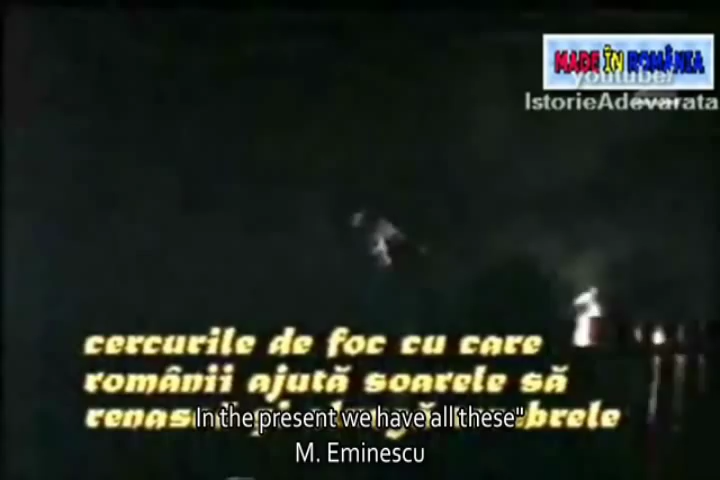 MADE ÎN ROMÂNIA
youtube/
IstorieAdevarata
cercurile de foc cu care
românii ajută soarele să
brele
In the present we have all these"
M. Eminescu